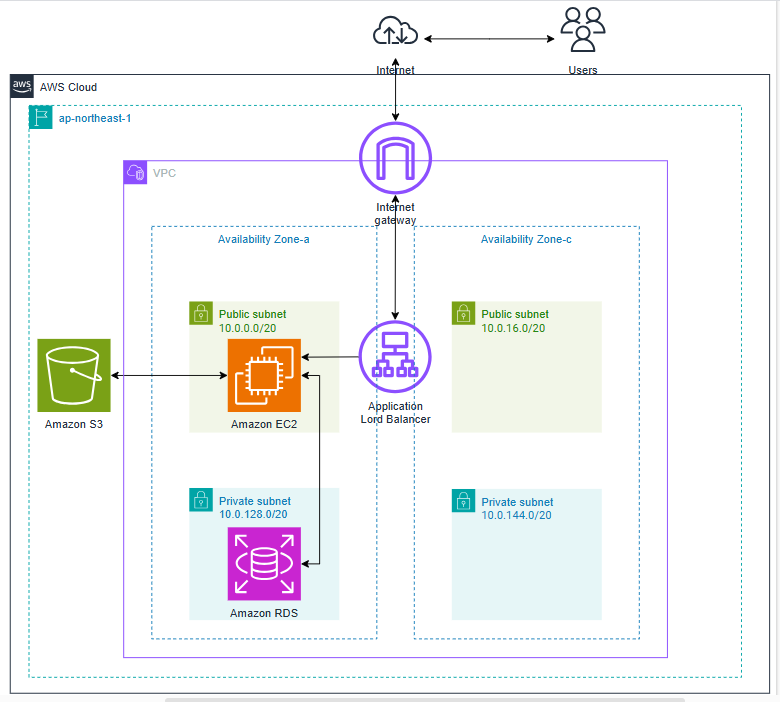 Internet
Users
aws
AWS Cloud
ap-northeast-1
VPC
Internet
gateway
Availability Zone-a
Availability Zone-c
Public subnet
10.0.0.0/20
Public subnet
10.0.16.0/20
Amazon S3
Amazon EC2
Application
Lord Balancer
Private subnet
10.0.128.0/20
Private subnet
10.0.144.0/20
Amazon RDS